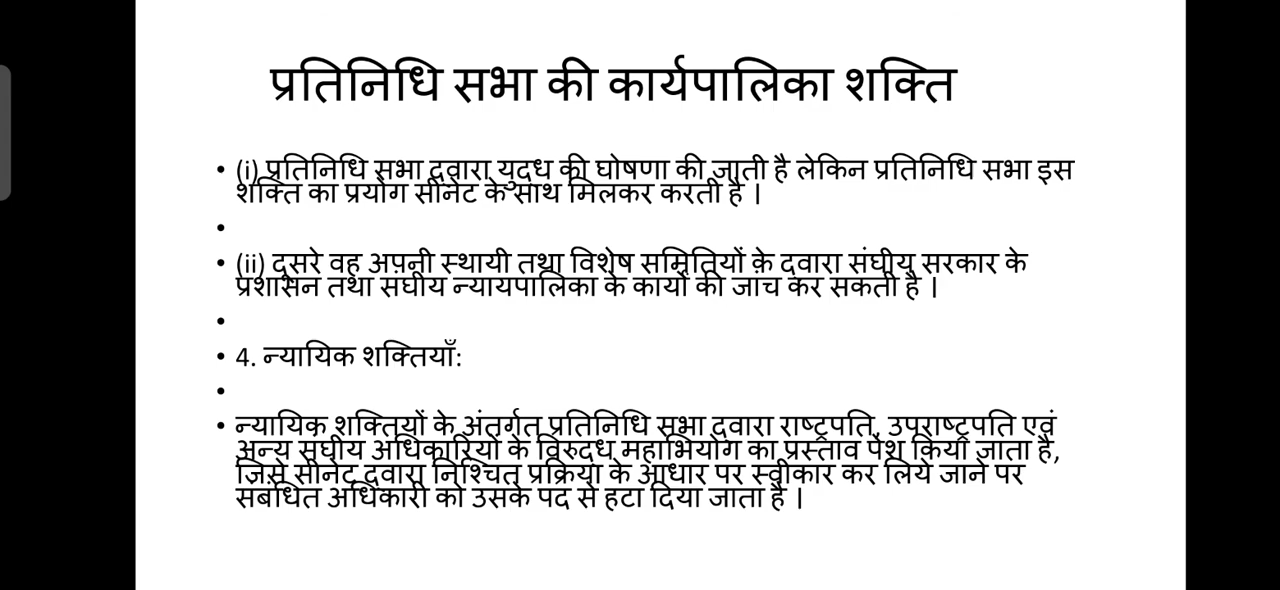 प्रतिनिधि सभा की कार्यपालिका शक्ति
• (i) प्रतिनिधि सभा द्वारा युद्ध की घोषणा की जाती है लेकिन प्रतिनिधि सभा इस
शक्ति का प्रयोग सीनेट के साथ मिलकर करती है |
•
• (ii) दूसरे वह अपनी स्थायी तथा विशेष समितियों के द्वारा संघीय सरकार के
प्रशासन तथा संघीय न्यायपालिका के कार्यों की जाँच कर सकती है |
•
• 4. न्यायिक शक्तियाँ:
•
• न्यायिक शक्तियों के अंतर्गत प्रतिनिधि सभा द्वारा राष्ट्रपति, उपराष्ट्रपति एवं
अन्य संघीय अधिकारियों के विरुद्ध महाभियोग का प्रस्ताव पेश किया जाता है,
जिसे सीनेट द्वारा निश्चित प्रक्रिया के आधार पर स्वीकार कर लिये जाने पर
संबंधित अधिकारी को उसके पद से हटा दिया जाता है |